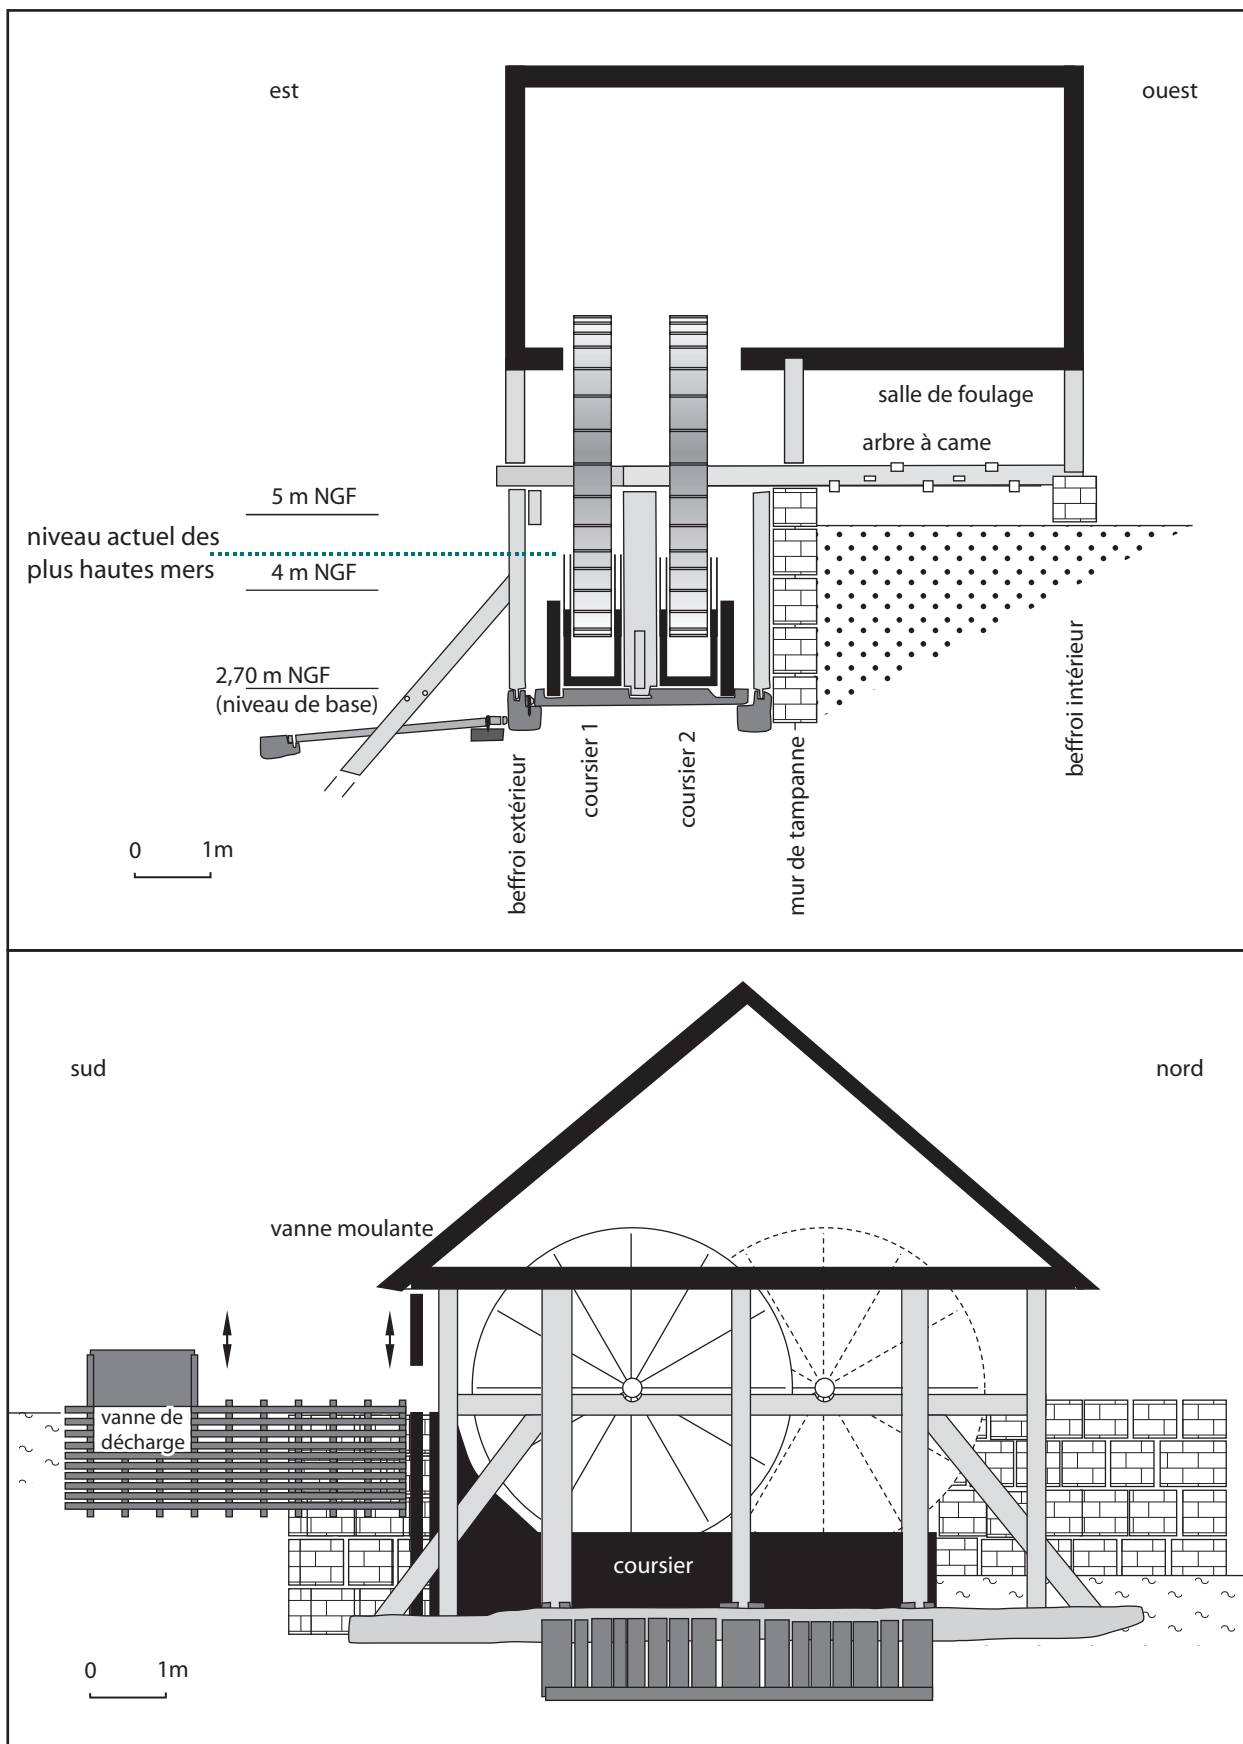 est
ouest
salle de foulage
arbre à came
5 m NGF
niveau actuel des
plus hautes mers
4 m NGF
2,70 m NGF
(niveau de base)
beffroi extérieur
coursier 1
coursier 2
mur de tampanne
beffroi intérieur
0 1m
sud
nord
vanne moulante
vanne de
décharge
coursier
0 1m